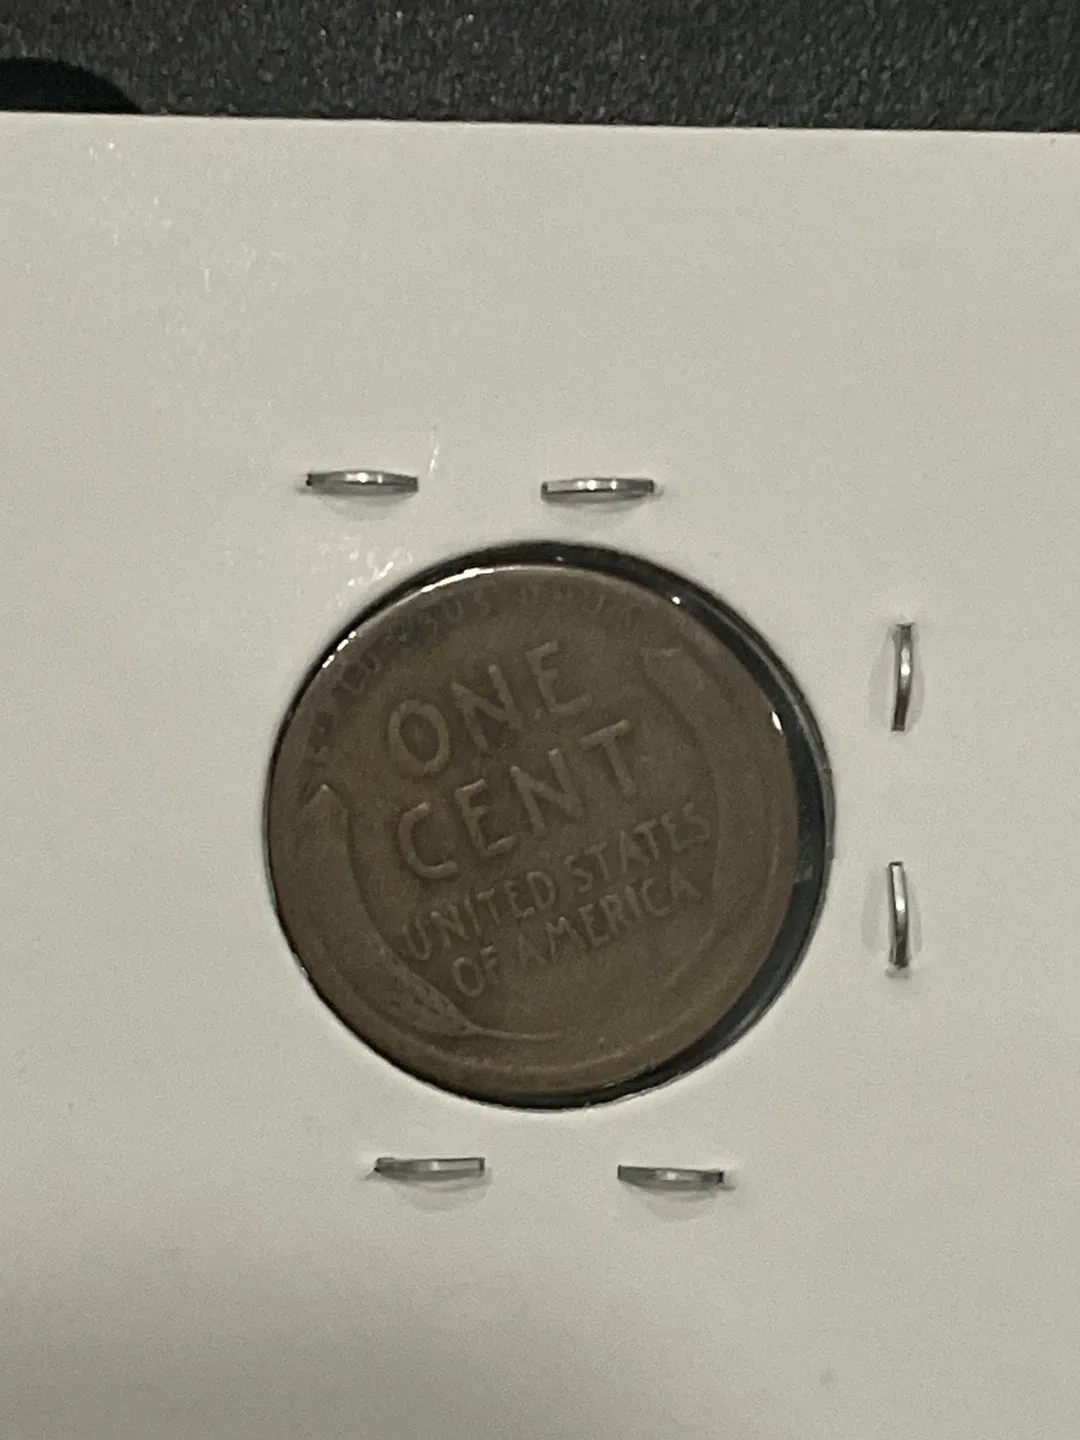 ONE
CENT
UNITED STATES
OF AMERICA